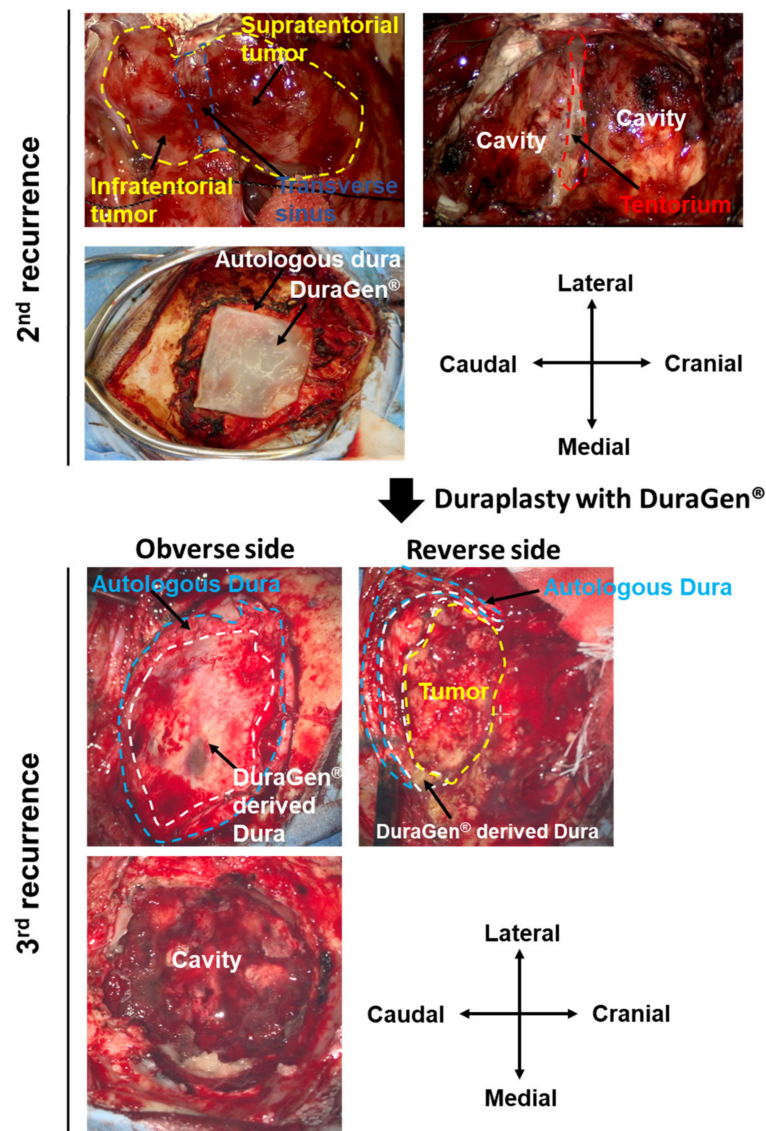 2nd recurrence
Supratentorial
tumor
Infratentorial
tumor
Transverse
sinus
Cavity
Cavity
Tentorium
Autologous dura
DuraGen®
Lateral
Caudal
Cranial
Medial
Duraplasty with DuraGen®
3rd recurrence
Obverse side
Reverse side
Autologous Dura
DuraGen®
derived
Dura
Autologous Dura
Tumor
DuraGen® derived Dura
Cavity
Lateral
Caudal
Cranial
Medial